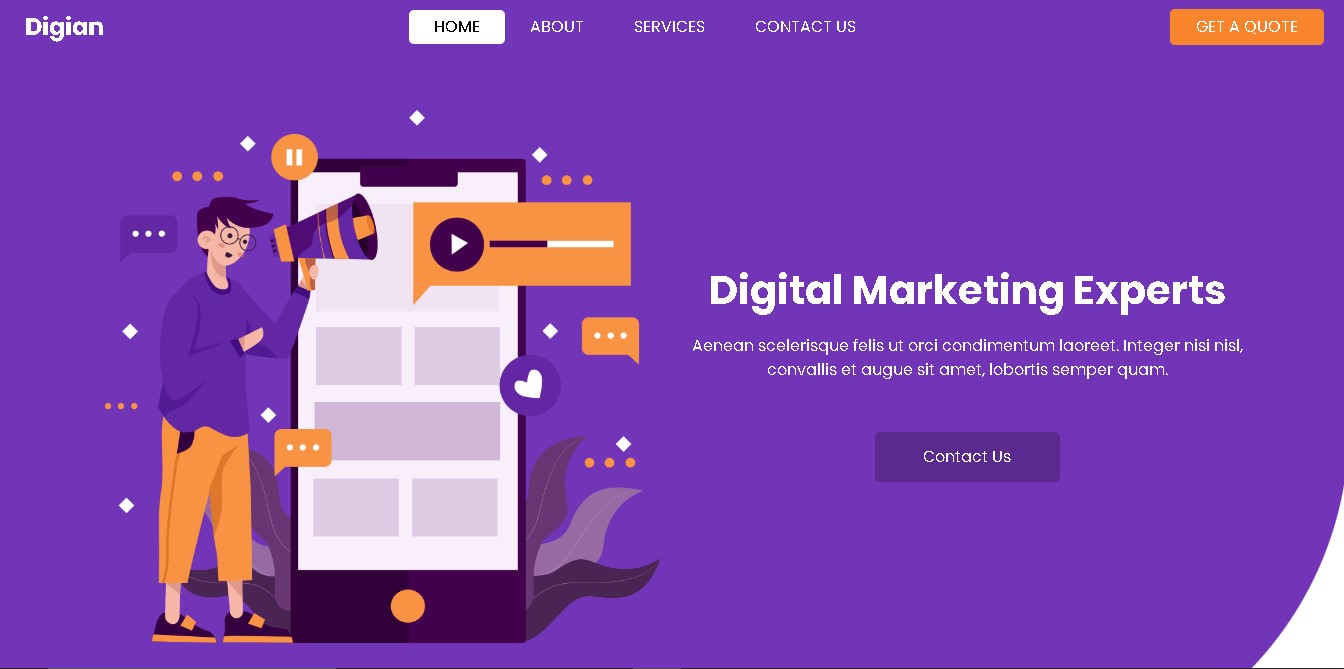 Digian
HOME
ABOUT
SERVICES
CONTACT US
GET A QUOTE
Digital Marketing Experts
Aenean scelerisque felis ut orci condimentum laoreet. Integer nisi nisl,
convallis et augue sit amet, lobortis semper quam.
Contact Us